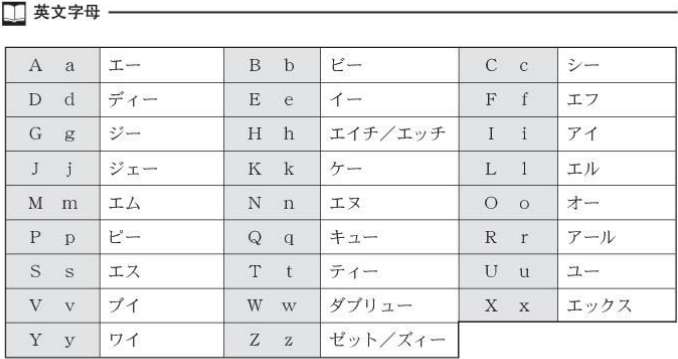 英文字母
A a エー B b ビー C c シー
D d ディー E e イー F f エフ
G g ジー H h エイチ／エッチ I i アイ
J j ジェー K k ケー L l エル
M m エム N n エヌ O o オー
P p ピー Q q キュー R r アール
S s エス T t ティー U u ユー
V v ブイ W w ダブリュー X x エックス
Y y ワイ Z z ゼット／ズィー